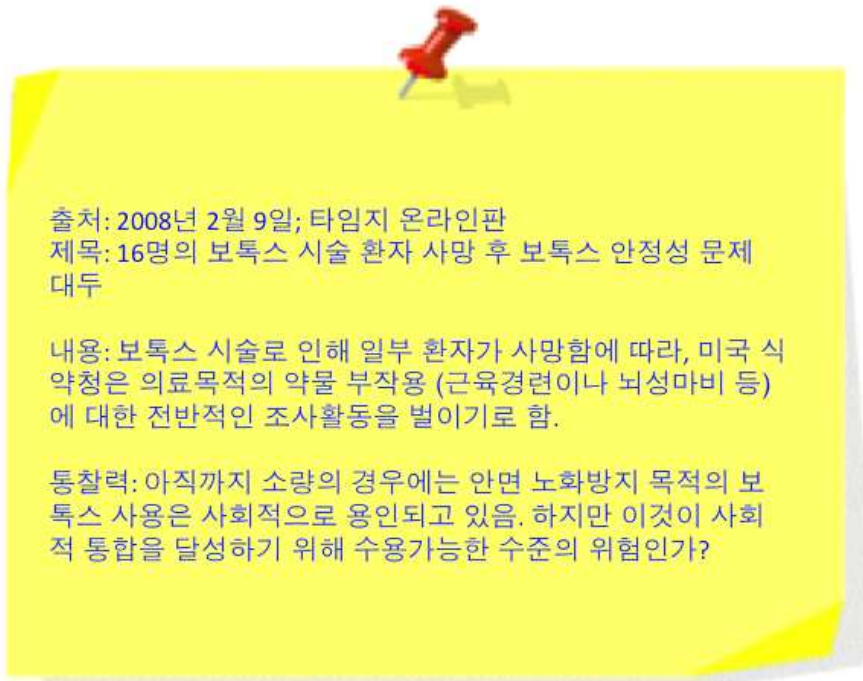 출처: 2008년 2월 9일; 타임지 온라인판
제목: 16명의 보톡스 시술 환자 사망 후 보톡스 안정성 문제
대두
내용: 보톡스 시술로 인해 일부 환자가 사망함에 따라, 미국 식
약청은 의료목적의 약물 부작용 (근육경련이나 뇌성마비 등)
에 대한 전반적인 조사활동을 벌이기로 함.
통찰력: 아직까지 소량의 경우에는 안면 노화방지 목적의 보
톡스 사용은 사회적으로 용인되고 있음. 하지만 이것이 사회
적 통합을 달성하기 위해 수용가능한 수준의 위험인가?